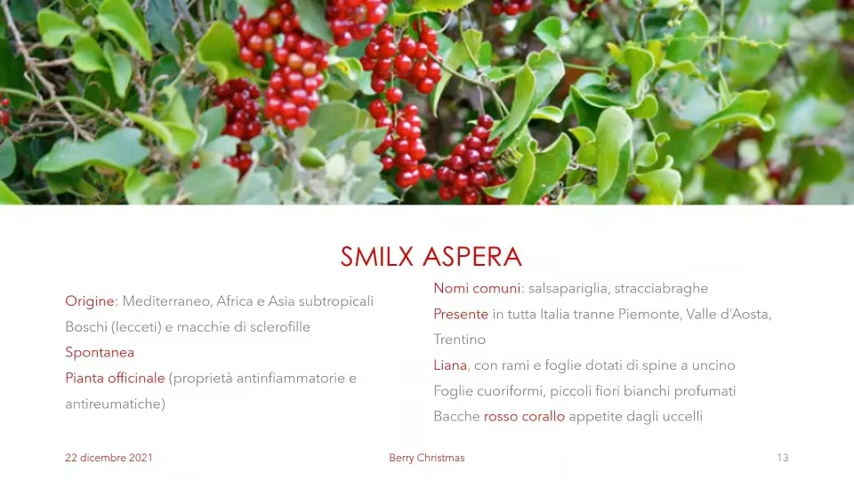 SMILX ASPERA
Origine: Mediterraneo, Africa e Asia subtropicali
Boschi (lecceti) e macchie di sclerofille
Spontanea
Pianta officinale (proprietà antinfiammatorie e
antireumatiche)
Nomi comuni: salsapariglia, stracciabraghe
Presente in tutta Italia tranne Piemonte, Valle d'Aosta,
Trentino
Liana, con rami e foglie dotati di spine a uncino
Foglie cuoriformi, piccoli fiori bianchi profumati
Bacche rosso corallo appetite dagli uccelli
22 dicembre 2021
Berry Christmas
13